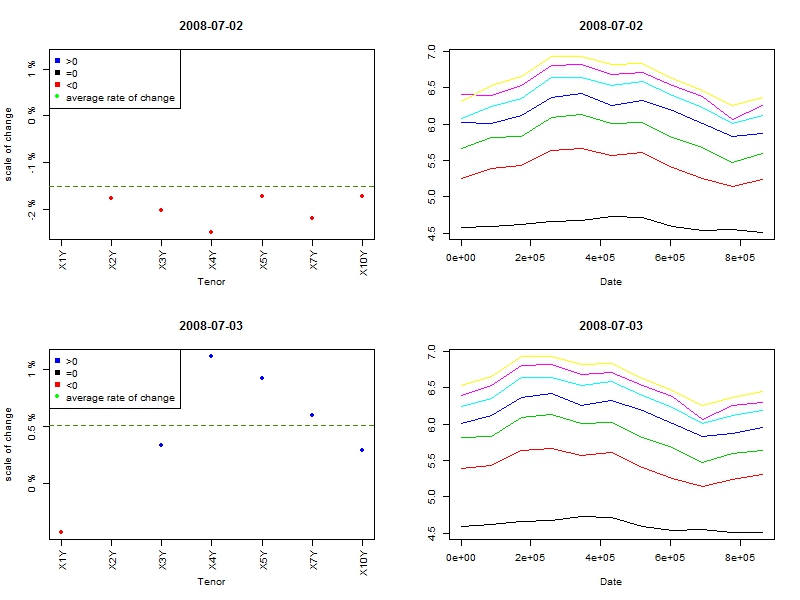 2008-07-02
>0
=0
<0
average rate of change
scale of change
1 %
0 %
-1 %
-2 %
X1Y X2Y X3Y X4Y X5Y X7Y X10Y
Tenor
2008-07-02
7.0
6.5
6.0
5.5
5.0
4.5
0e+00 2e+05 4e+05 6e+05 8e+05
Date
2008-07-03
>0
=0
<0
average rate of change
scale of change
1 %
0.5 %
0 %
X1Y X2Y X3Y X4Y X5Y X7Y X10Y
Tenor
2008-07-03
7.0
6.5
6.0
5.5
5.0
4.5
0e+00 2e+05 4e+05 6e+05 8e+05
Date